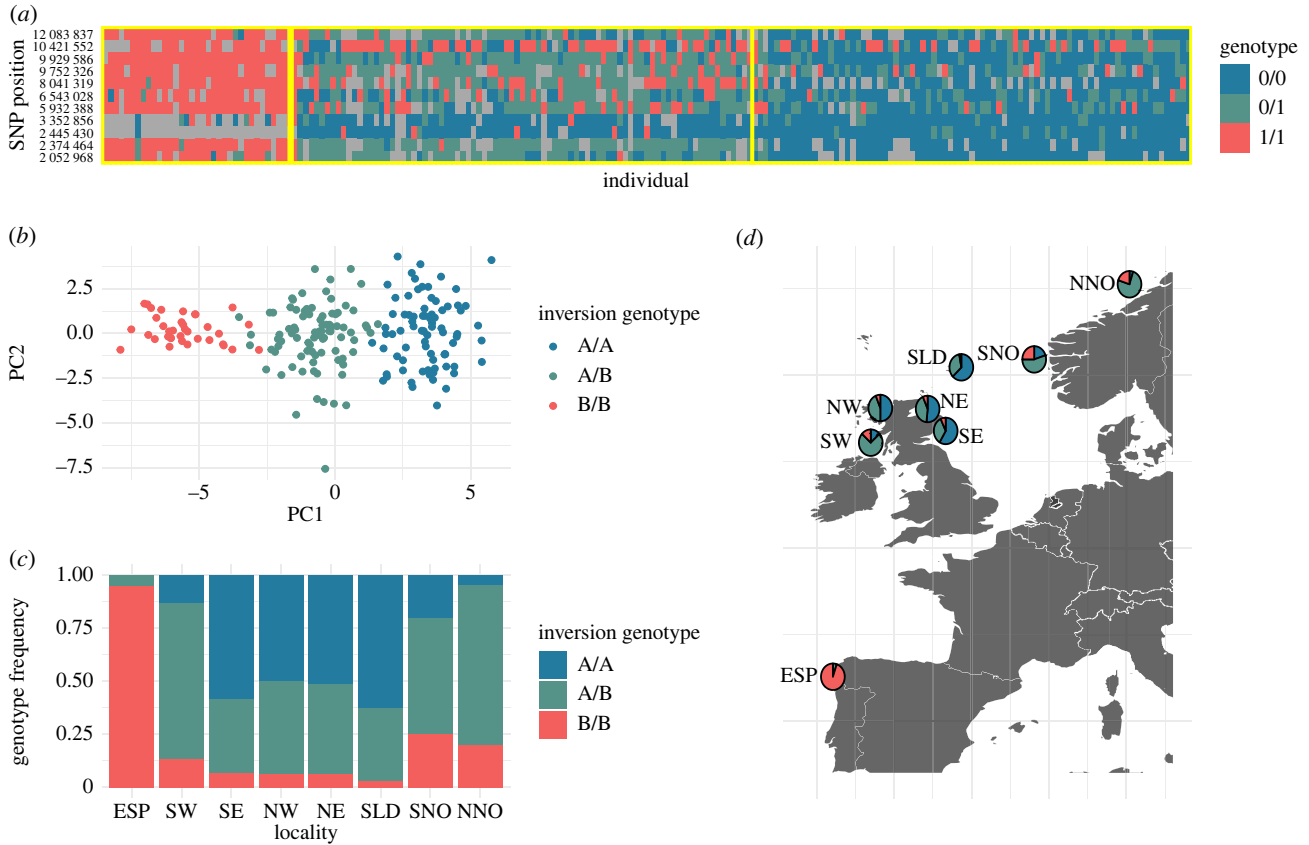 (a)
SNP position
12 083 837
10 421 552
9 929 586
9 752 326
8 041 319
6 543 028
5 932 388
3 352 856
2 445 430
2 374 464
2 052 968
individual
genotype
0/0
0/1
1/1
(b)
PC2
2.5
0.0
–2.5
–5.0
–7.5
–5
0
5
PC1
inversion genotype
A/A
A/B
B/B
(c)
genotype frequency
1.00
0.75
0.50
0.25
0
ESP SW SE NW NE SLD SNO NNO
locality
inversion genotype
A/A
A/B
B/B
(d)
NNO
SLD
SNO
NW
NE
SW
SE
ESP